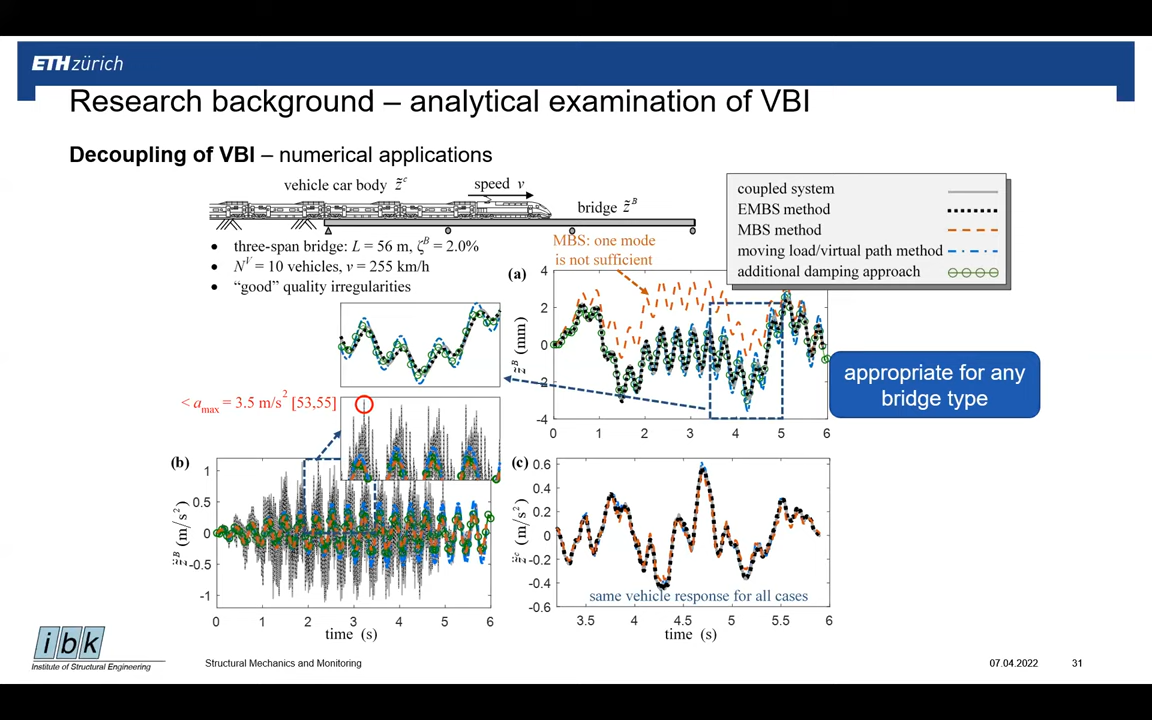 ETH zürich
Research background – analytical examination of VBI
Decoupling of VBI – numerical applications
vehicle car body z̃ᶜ
speed v
bridge z̃ᴮ
coupled system
EMBS method
MBS method
moving load/virtual path method
additional damping approach
• three-span bridge: L = 56 m, ζᴮ = 2.0%
• Nⱽ = 10 vehicles, v = 255 km/h
• “good” quality irregularities
MBS: one mode
is not sufficient
(a)
4
2
0
-2
-4
z̃ᴮ (mm)
0 1 2 3 4 5 6
appropriate for any
bridge type
< aₘₐₓ = 3.5 m/s² [53,55]
(b)
1
0.5
0
-0.5
-1
(m/s²)
0 1 2 3 4 5 6
time (s)
(c)
0.6
0.4
0.2
0
-0.2
-0.4
-0.6
(m/s²)
same vehicle response for all cases
3.5 4 4.5 5 5.5 6
time (s)
ibk
Institute of Structural Engineering
Structural Mechanics and Monitoring
07.04.2022
31